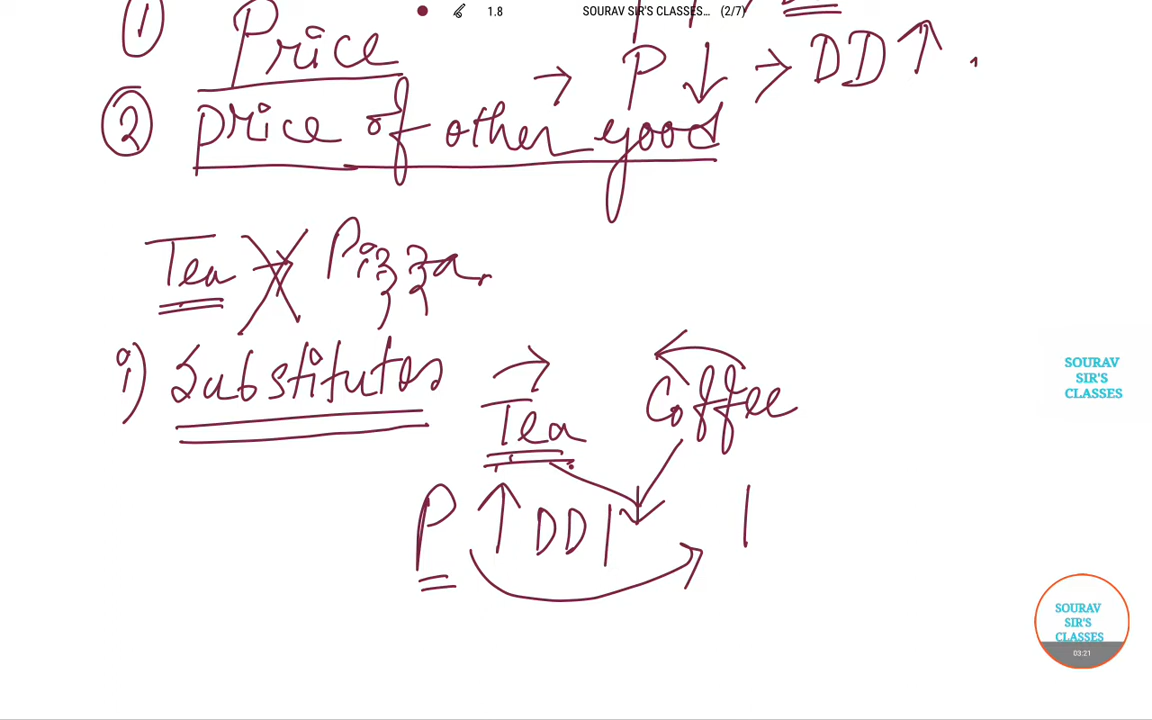 1.8 SOURAV SIR'S CLASSES... (2/7)
① Price
→ P ↓ → DD ↑
② price of other good
Tea Pizza
i) Substitutes
Tea Coffee
P ↑ DD
SOURAV
SIR'S
CLASSES
SOURAV
SIR'S
CLASSES
03:21